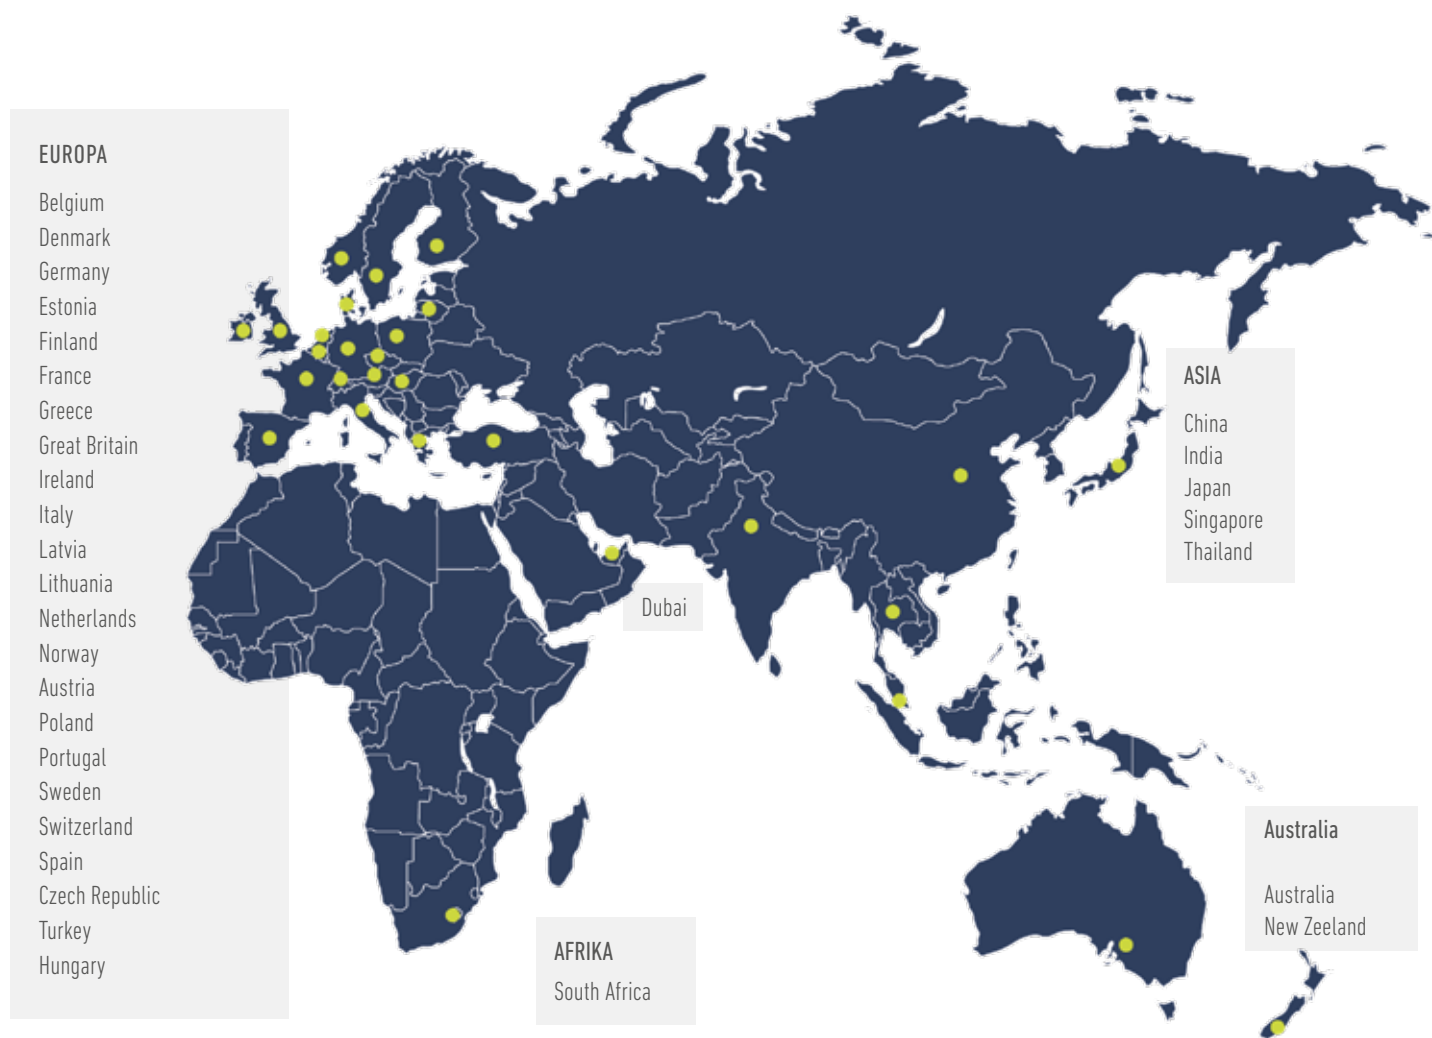 EUROPA
Belgium
Denmark
Germany
Estonia
Finland
France
Greece
Great Britain
Ireland
Italy
Latvia
Lithuania
Netherlands
Norway
Austria
Poland
Portugal
Sweden
Switzerland
Spain
Czech Republic
Turkey
Hungary
Dubai
AFRIKA
South Africa
ASIA
China
India
Japan
Singapore
Thailand
Australia
Australia
New Zeeland